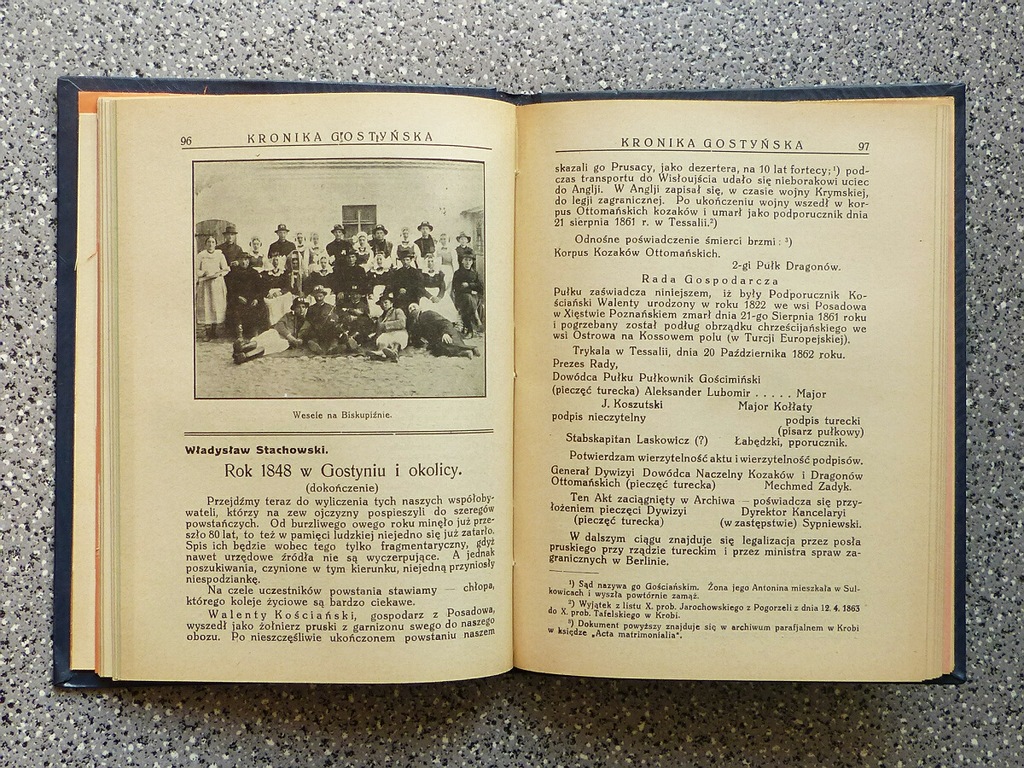 96
KRONIKA GOSTYŃSKA
Wesele na Biskupiźnie.
Władysław Stachowski.
Rok 1848 w Gostyniu i okolicy.
(dokończenie)
Przejdźmy teraz do wyliczenia tych naszych współoby-
wateli, którzy na zew ojczyzny pospieszyli do szeregów
powstańczych. Od burzliwego owego roku minęło już prze-
szło 80 lat, to też w pamięci ludzkiej niejedno się już zatarło.
Spis ich będzie wobec tego tylko fragmentaryczny, gdyż
nawet urzędowe źródła nie są wyczerpujące. A jednak
poszukiwania, czynione w tym kierunku, niejedną przyniosły
niespodziankę.
Na czele uczestników powstania stawiamy — chłopa,
którego koleje życiowe są bardzo ciekawe.
Walenty Kościański, gospodarz z Posadowa,
wyszedł jako żołnierz pruski z garnizonu swego do naszego
obozu. Po nieszczęśliwie ukończonem powstaniu naszem
KRONIKA GOSTYŃSKA
97
skazali go Prusacy, jako dezertera, na 10 lat fortecy;¹) pod-
czas transportu do Wisłoujścia udało się nieborakowi uciec
do Anglji. W Anglji zapisał się, w czasie wojny Krymskiej,
do legji zagranicznej. Po ukończeniu wojny wszedł w kor-
pus Ottomańskich kozaków i umarł jako podporucznik dnia
21 sierpnia 1861 r. w Tessalii.²)
Odnośne poświadczenie śmierci brzmi: ³)
Korpus Kozaków Ottomańskich.
2-gi Pułk Dragonów.
Rada Gospodarcza
Pułku zaświadcza niniejszem, iż były Podporucznik Ko-
ściański Walenty urodzony w roku 1822 we wsi Posadowa
w Xięstwie Poznańskiem zmarł dnia 21-go Sierpnia 1861 roku
i pogrzebany został podług obrządku chrześcijańskiego we
wsi Ostrowa na Kossowem polu (w Turcji Europejskiej).
Trykala w Tessalii, dnia 20 Października 1862 roku.
Prezes Rady,
Dowódca Pułku Pułkownik Gościmiński
(pieczęć turecka) Aleksander Lubomir . . . . . Major
J. Koszutski Major Kołłaty
podpis nieczytelny podpis turecki
(pisarz pułkowy)
Stabskapitan Laskowicz (?) Łabędzki, pporucznik.
Potwierdzam wierzytelność aktu i wierzytelność podpisów.
Generał Dywizyi Dowódca Naczelny Kozaków i Dragonów
Ottomańskich (pieczęć turecka) Mechmed Zadyk.
Ten Akt zaciągnięty w Archiwa — poświadcza się przy-
łożeniem pieczęci Dywizyi Dyrektor Kancelaryi
(pieczęć turecka) (w zastępstwie) Sypniewski.
W dalszym ciągu znajduje się legalizacja przez posła
pruskiego przy rządzie tureckim i przez ministra spraw za-
granicznych w Berlinie.
¹) Sąd nazywa go Gościańskim. Żona jego Antonina mieszkała w Sul-
kowicach i wyszła powtórnie zamąż.
²) Wyjątek z listu X. prob. Jarochowskiego z Pogorzeli z dnia 12. 4. 1863
do X. prob. Tafelskiego w Krobi.
³) Dokument powyższy znajduje się w archiwum parafjalnem w Krobi
w księdze „Acta matrimonialia".